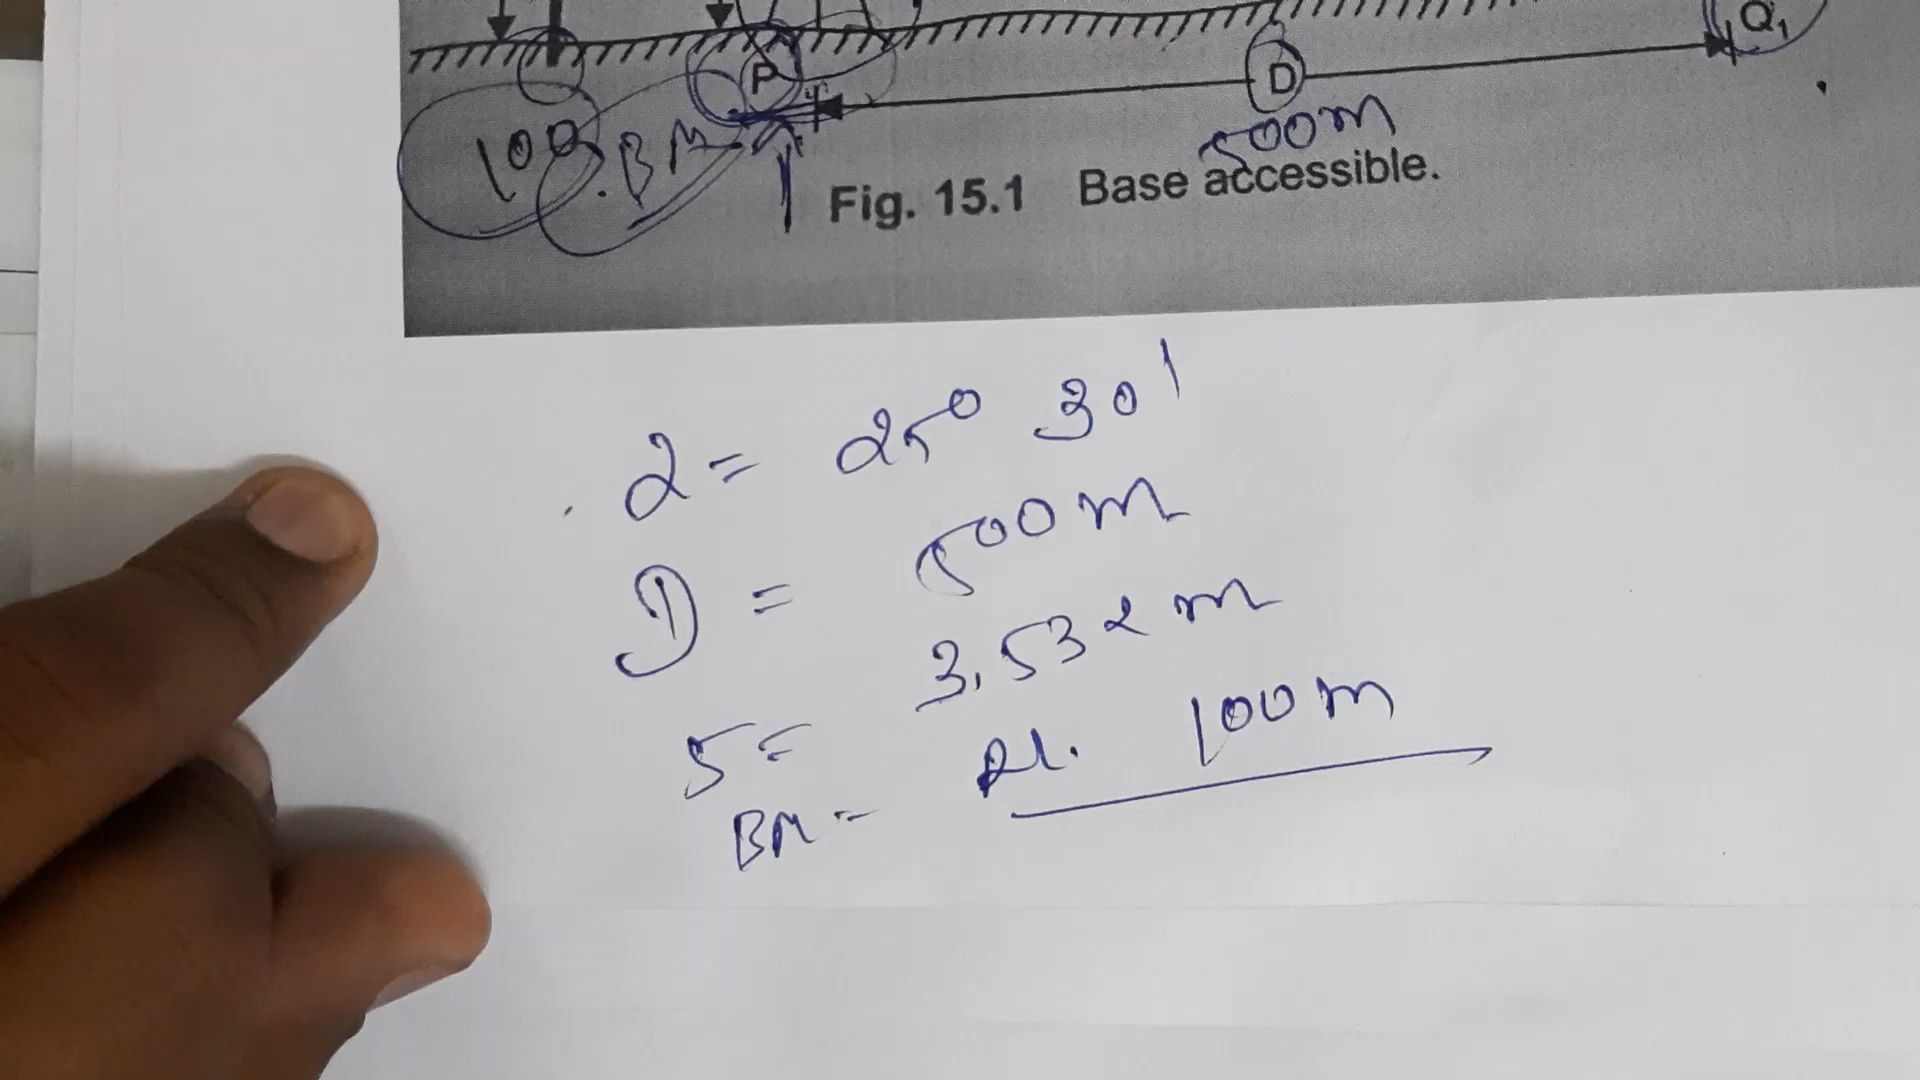 Q₁
P
D
500m
100 .BM
Fig. 15.1 Base accessible.
α = 25° 30'
D = 500m
S = 3.532 m
BM = RL. 100m